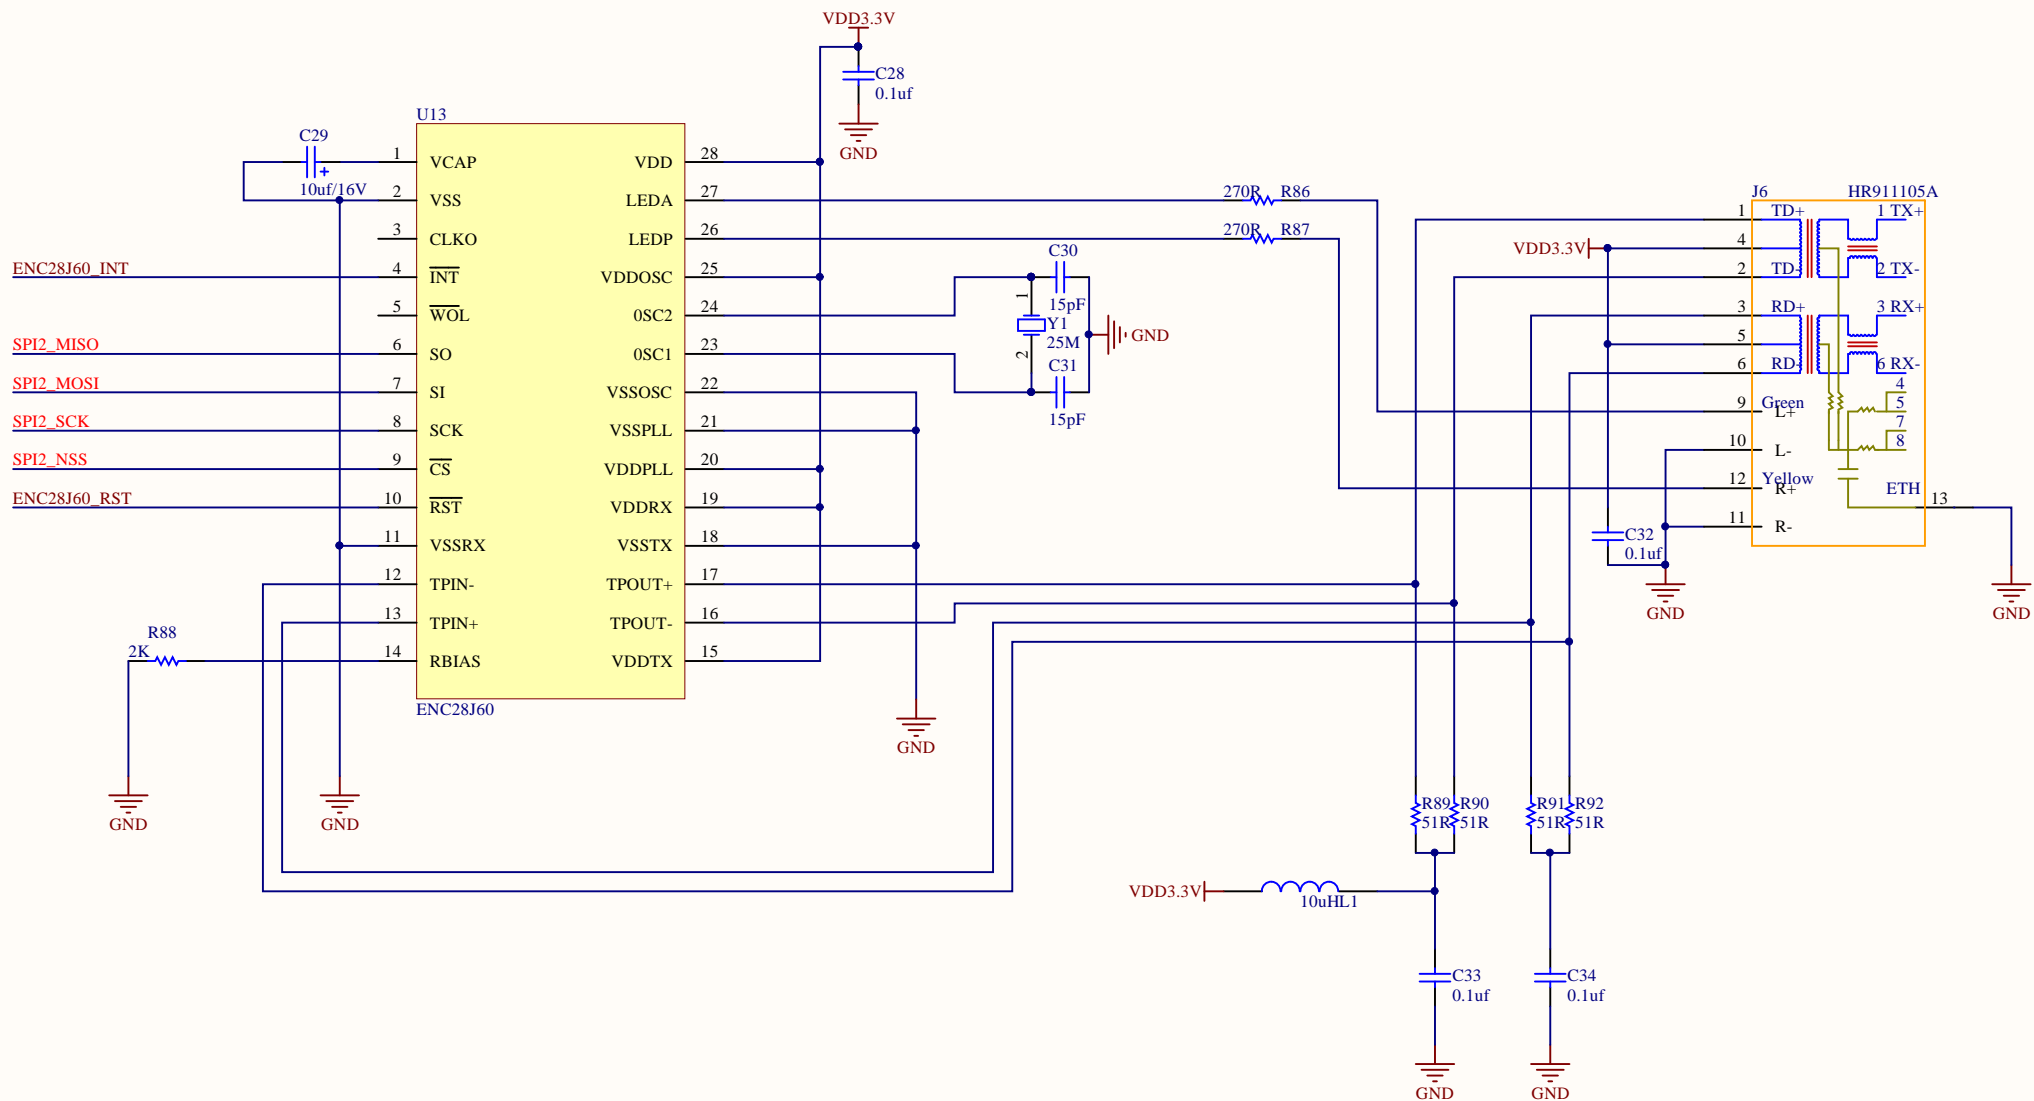 VDD3.3V
C28
0.1uf
GND
U13
C29
10uf/16V
1 VCAP VDD 28
2 VSS LEDA 27
3 CLKO LEDP 26
4 INT VDDOSC 25
5 WOL 0SC2 24
6 SO 0SC1 23
7 SI VSSOSC 22
8 SCK VSSPLL 21
9 CS VDDPLL 20
10 RST VDDRX 19
11 VSSRX VSSTX 18
12 TPIN- TPOUT+ 17
13 TPIN+ TPOUT- 16
14 RBIAS VDDTX 15
ENC28J60
ENC28J60_INT
SPI2_MISO
SPI2_MOSI
SPI2_SCK
SPI2_NSS
ENC28J60_RST
R88
2K
GND
GND
GND
270R R86
270R R87
C30
15pF
1
Y1
25M
2
C31
15pF
GND
J6 HR911105A
1 TD+ 1 TX+
VDD3.3V
4
2 TD- 2 TX-
3 RD+ 3 RX+
5
6 RD- 6 RX-
4
9 Green L+ 5
7
10 L- 8
12 Yellow R+
ETH 13
11 R-
C32
0.1uf
GND
GND
R89 R90 R91 R92
51R 51R 51R 51R
VDD3.3V
10uHL1
C33
0.1uf
C34
0.1uf
GND
GND